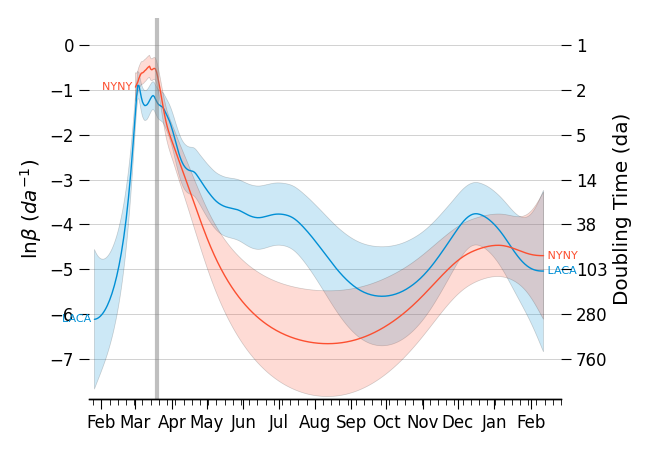 0
−1
−2
−3
−4
−5
−6
−7
lnβ (da⁻¹)
1
2
5
14
38
103
280
760
Doubling Time (da)
NYNY
LACA
NYNY
LACA
Feb Mar Apr May Jun Jul Aug Sep Oct Nov Dec Jan Feb